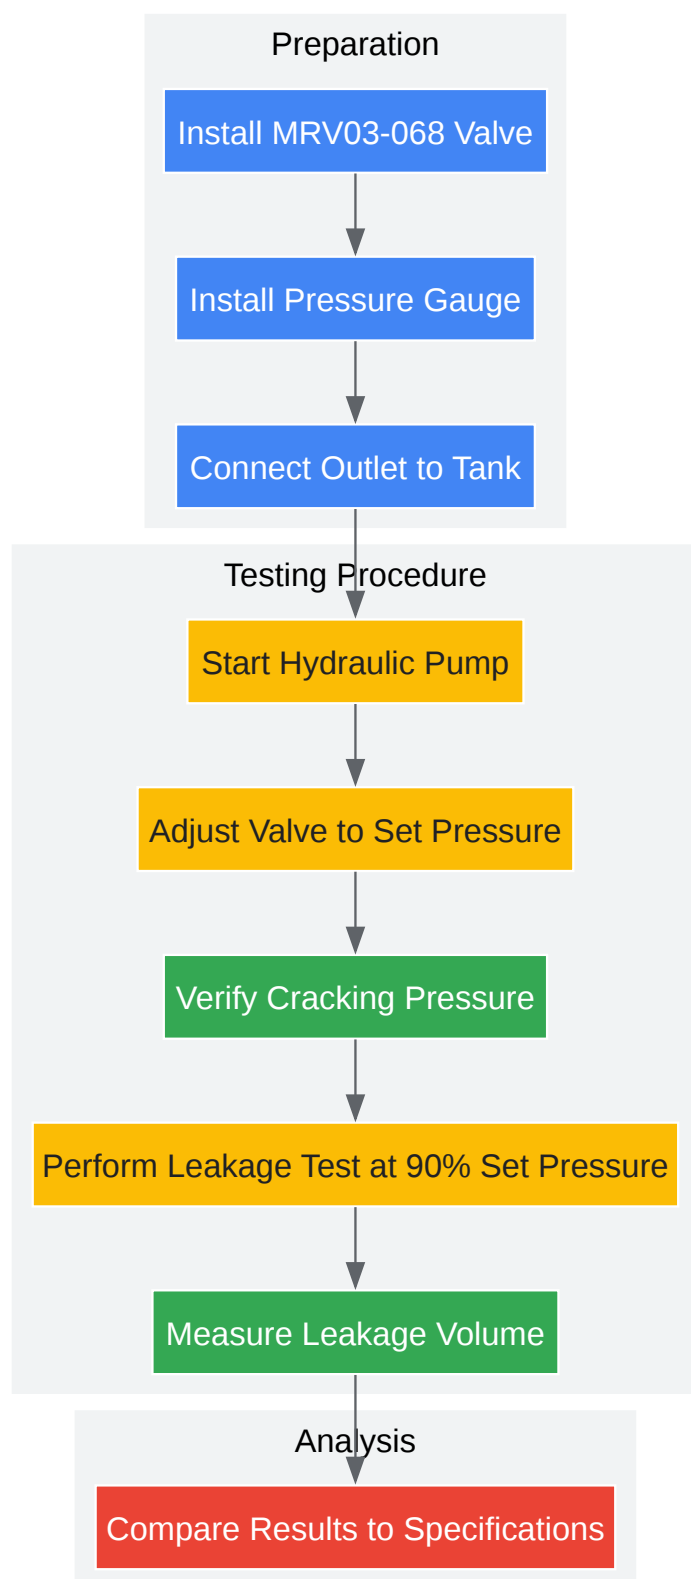 Preparation
Install MRV03-068 Valve
Install Pressure Gauge
Connect Outlet to Tank
Testing Procedure
Start Hydraulic Pump
Adjust Valve to Set Pressure
Verify Cracking Pressure
Perform Leakage Test at 90% Set Pressure
Measure Leakage Volume
Analysis
Compare Results to Specifications